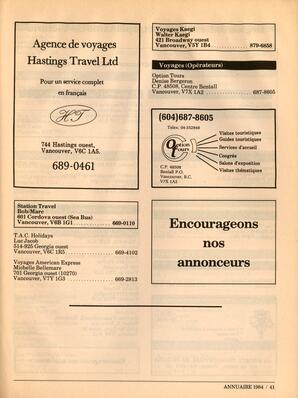 Agence de voyages
Hastings Travel Ltd
Pour un service complet
en français
HT
744 Hastings ouest,
Vancouver, V6C 1A5.
689-0461
Station Travel
Bob/Marc
601 Cordova ouest (Sea Bus)
Vancouver, V6B 1G1 ........ 669-0110
T.A.C. Holidays
Luc Jacob
514-925 Georgia ouest
Vancouver, V6C 1R5 ........ 669-4102
Voyages American Express
Michelle Bellemare
701 Georgia ouest (10270)
Vancouver, V7Y 1G3 ........ 669-2813
Voyages Kaegi
Walter Kaegi
421 Broadway ouest
Vancouver, V5Y 1B4 ........ 879-6858
Voyages (Opérateurs)
Option Tours
Denise Bergeron
C.P. 48508, Centre Bentall
Vancouver, V7X 1A2 ........ 687-8605
(604)687-8605
Telex: 04-352848
Option
Tours
C.P. 48508
Bentall P.O.
Vancouver, B.C.
V7X 1A2
Visites touristiques
Guides touristiques
Services d'accueil
Congrès
Salons d'exposition
Visites thématiques
Encourageons
nos
annonceurs
ANNUAIRE 1984 / 41